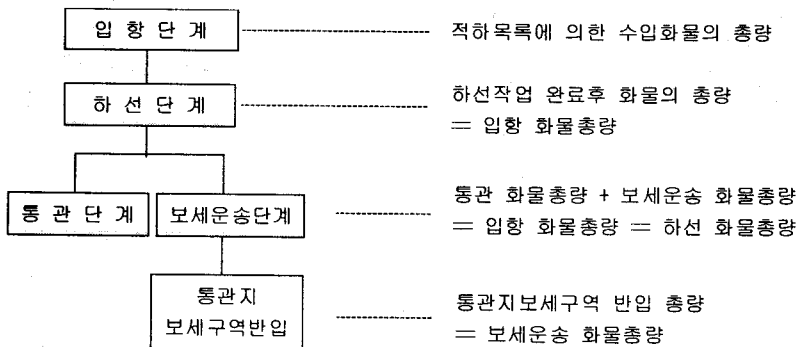 입 항 단 계
적하목록에 의한 수입화물의 총량
하 선 단 계
하선작업 완료후 화물의 총량
= 입항 화물총량
통 관 단 계
보세운송단계
통관 화물총량 + 보세운송 화물총량
= 입항 화물총량 = 하선 화물총량
통관지
보세구역반입
통관지보세구역 반입 총량
= 보세운송 화물총량